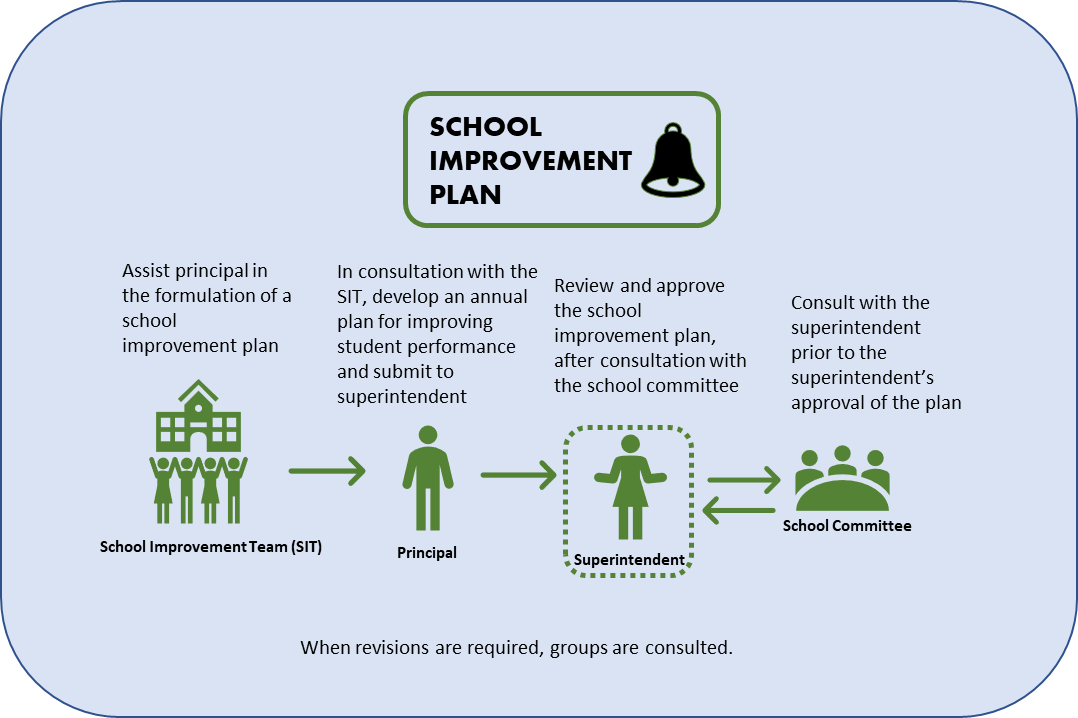 SCHOOL
IMPROVEMENT
PLAN
Assist principal in
the formulation of a
school
improvement plan
School Improvement Team (SIT)
In consultation with the
SIT, develop an annual
plan for improving
student performance
and submit to
superintendent
Principal
Review and approve
the school
improvement plan,
after consultation with
the school committee
Superintendent
Consult with the
superintendent
prior to the
superintendent’s
approval of the plan
School Committee
When revisions are required, groups are consulted.